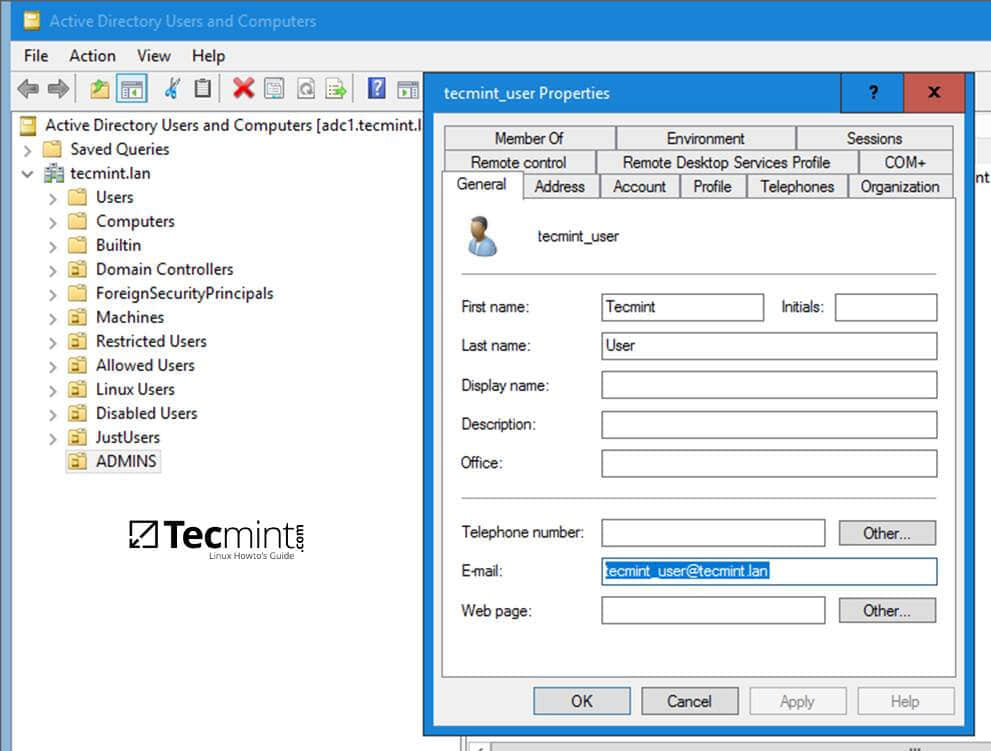 Active Directory Users and Computers
File Action View Help
Active Directory Users and Computers [adc1.tecmint.l
Saved Queries
tecmint.lan
Users
Computers
Builtin
Domain Controllers
ForeignSecurityPrincipals
Machines
Restricted Users
Allowed Users
Linux Users
Disabled Users
JustUsers
ADMINS
Tecmint.com
Linux Howto's Guide
tecmint_user Properties ? x
Member Of Environment Sessions
Remote control Remote Desktop Services Profile COM+
General Address Account Profile Telephones Organization
tecmint_user
First name: Tecmint Initials:
Last name: User
Display name:
Description:
Office:
Telephone number: Other...
E-mail: tecmint_user@tecmint.lan
Web page: Other...
OK Cancel Apply Help
nt